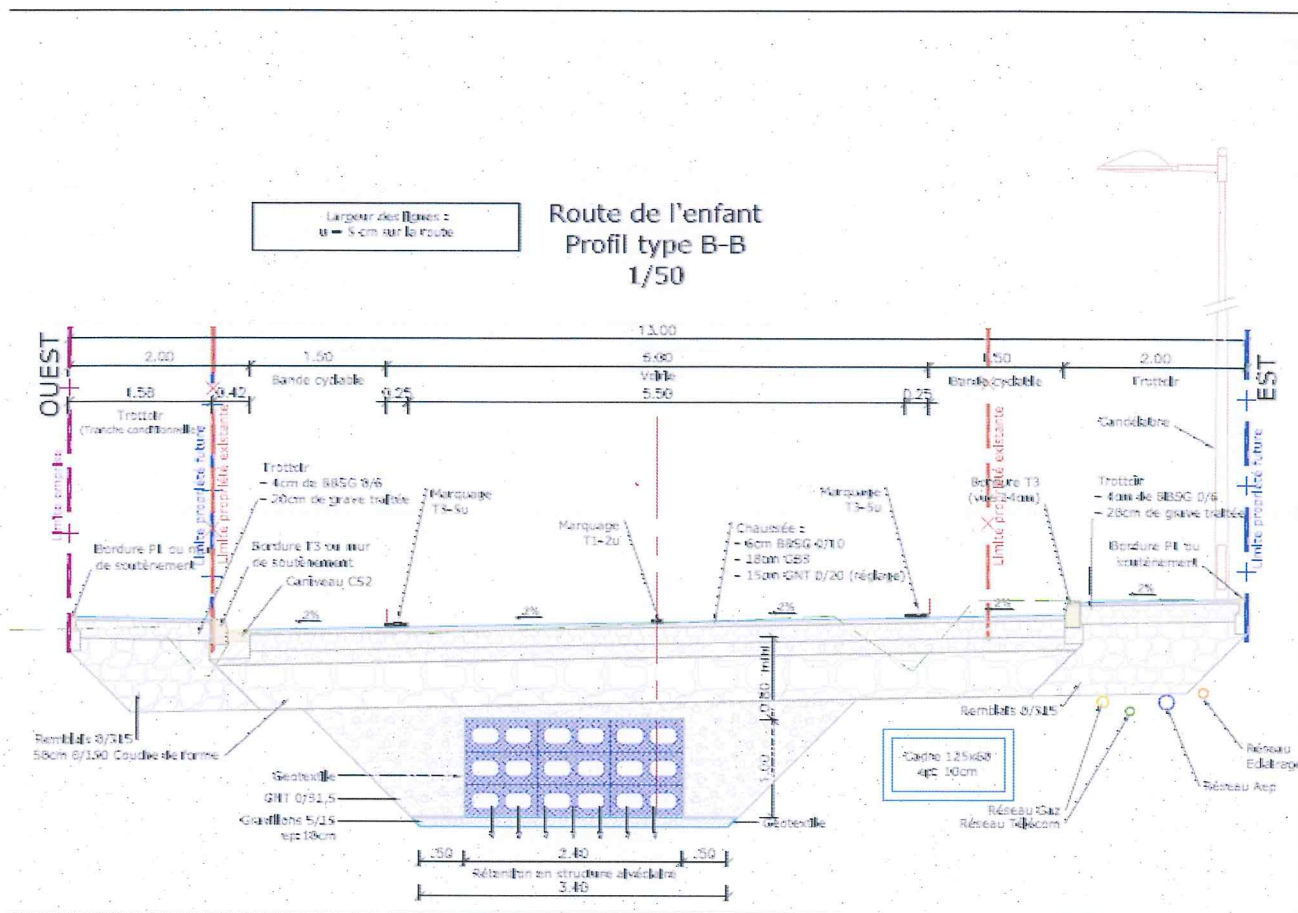 Largeur des lignes :
u = 5 cm sur la route
Route de l'enfant
Profil type B-B
1/50
OUEST
EST
13.00
2.00
1.50
6.00
1.50
2.00
Bande cyclable
Voirie
Bande cyclable
Trottoir
1.58
0.42
0.25
5.50
0.25
Trottoir
(Tranche conditionnelle)
Limite emprise
Limite propriété future
Limite propriété existante
Limite propriété existante
Limite propriété future
Candélabre
Trottoir
- 4cm de BBSG 0/6
- 20cm de grave traitée
Marquage
T3-5u
Marquage
T1-2u
Marquage
T3-5u
Bordure T3
(vue 14cm)
Trottoir
- 4cm de BBSG 0/6
- 20cm de grave traitée
Chaussée :
- 6cm BBSG 0/10
- 18cm GB3
- 15cm GNT 0/20 (réglage)
Bordure P1 ou mur
de soutènement
Bordure T3 ou mur
de soutènement
Caniveau CS2
Bordure P1 ou
soutènement
2%
2%
2%
2%
2%
0.80 mini
1.00
Remblais 0/315
58cm 0/150 Couche de forme
Remblais 0/315
Géotextile
GNT 0/31,5
Gravillons 5/15
ep: 10cm
Géotextile
Cadre 125x60
ep: 10cm
Réseau
Eclairage
Réseau Aep
Réseau Gaz
Réseau Télécom
.50
2.40
.50
Rétention en structure alvéolaire
3.40